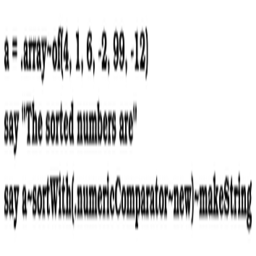 a = .array~of(4, 1, 6, -2, 99, -12)
say "The sorted numbers are"
say a~sortWith(.numericComparator~new)~makeString